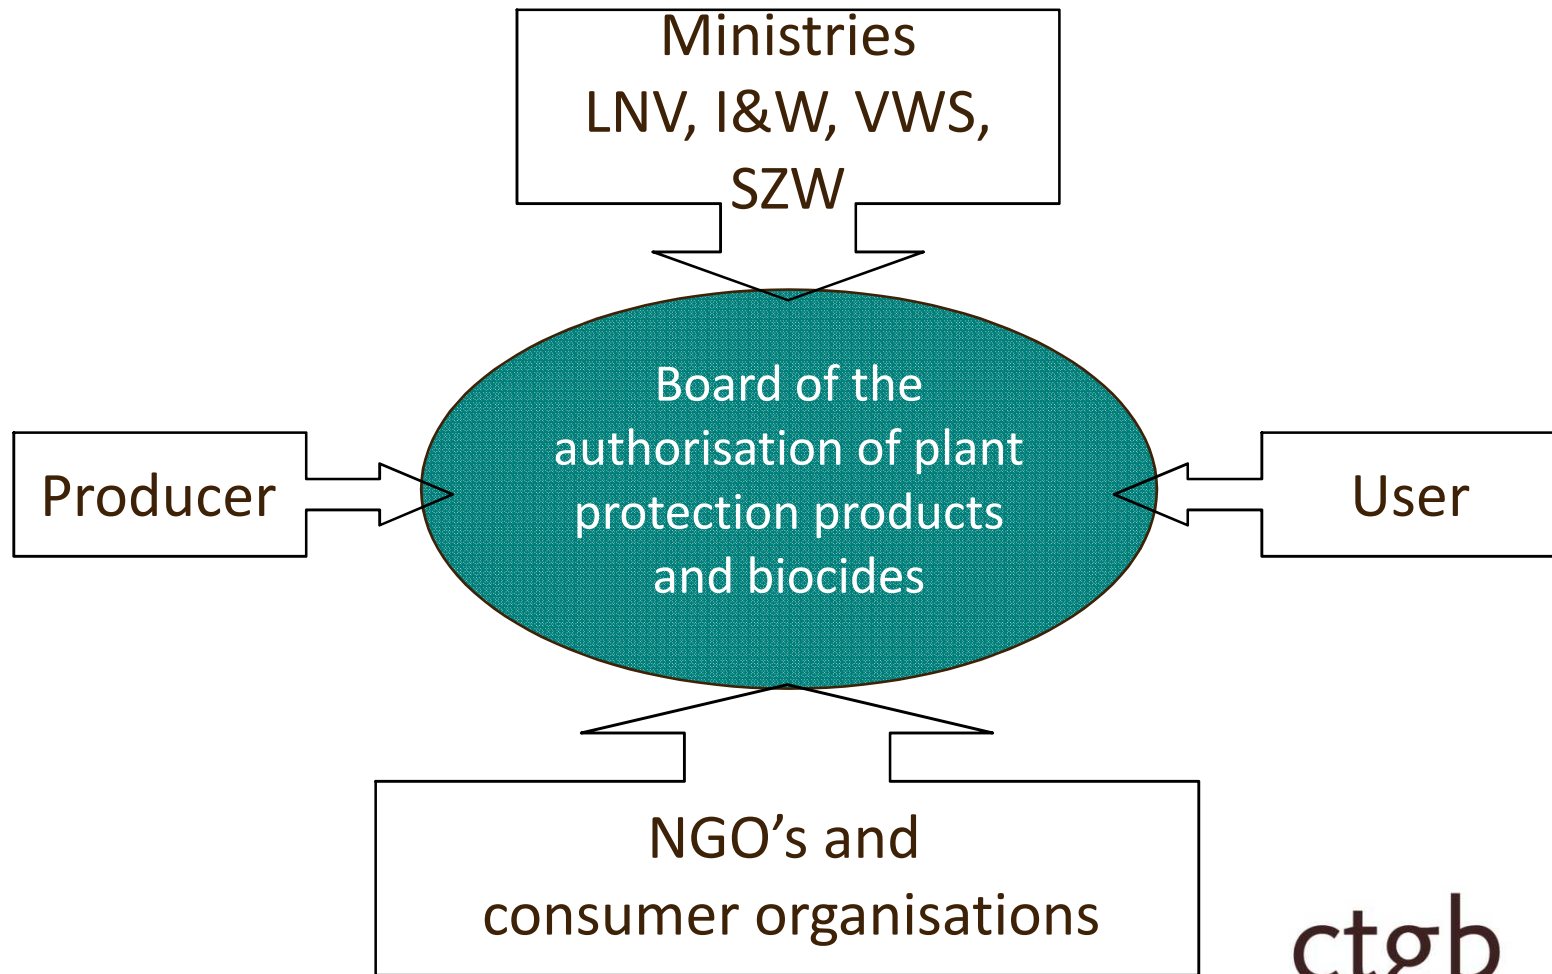 Ministries
LNV, I&W, VWS,
SZW
Board of the
authorisation of plant
protection products
and biocides
Producer
User
NGO’s and
consumer organisations
ctgb